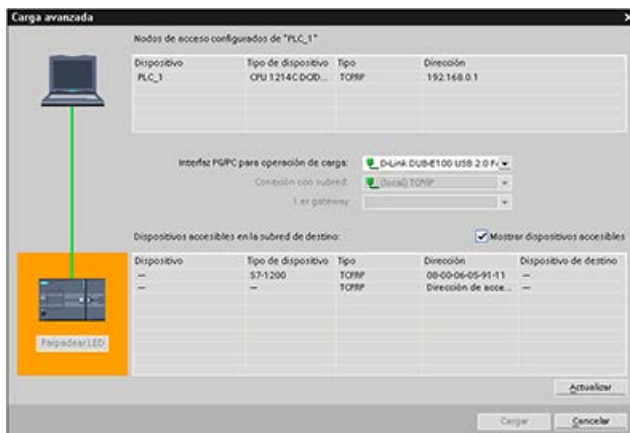 Carga avanzada
Nodos de acceso configurados de "PLC_1"
Dispositivo Tipo de dispositivo Tipo Dirección
PLC_1 CPU 1214C DC/D... TCP/IP 192.168.0.1
Interfaz PG/PC para operación de carga: D-Link DUB-E100 USB 2.0 Fa
Conexión con subred: (local) TCP/IP
1.er gateway
Dispositivos accesibles en la subred de destino: Mostrar dispositivos accesibles
Dispositivo Tipo de dispositivo Tipo Dirección Dispositivo de destino
— S7-1200 TCP/IP 08-00-06-05-91-11 —
— — TCP/IP Dirección de acce... —
Parpadear LED
Actualizar
Cargar Cancelar